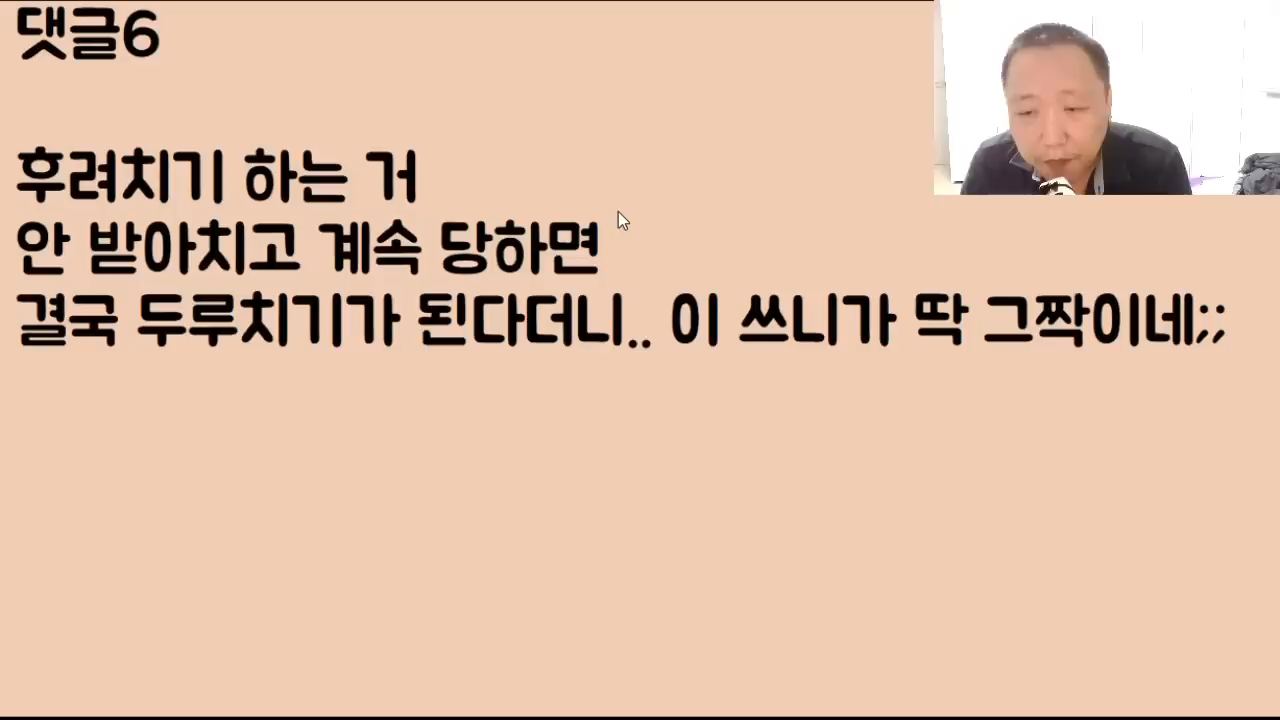 댓글6
후려치기 하는 거
안 받아치고 계속 당하면
결국 두루치기가 된다더니.. 이 쓰니가 딱 그짝이네;;